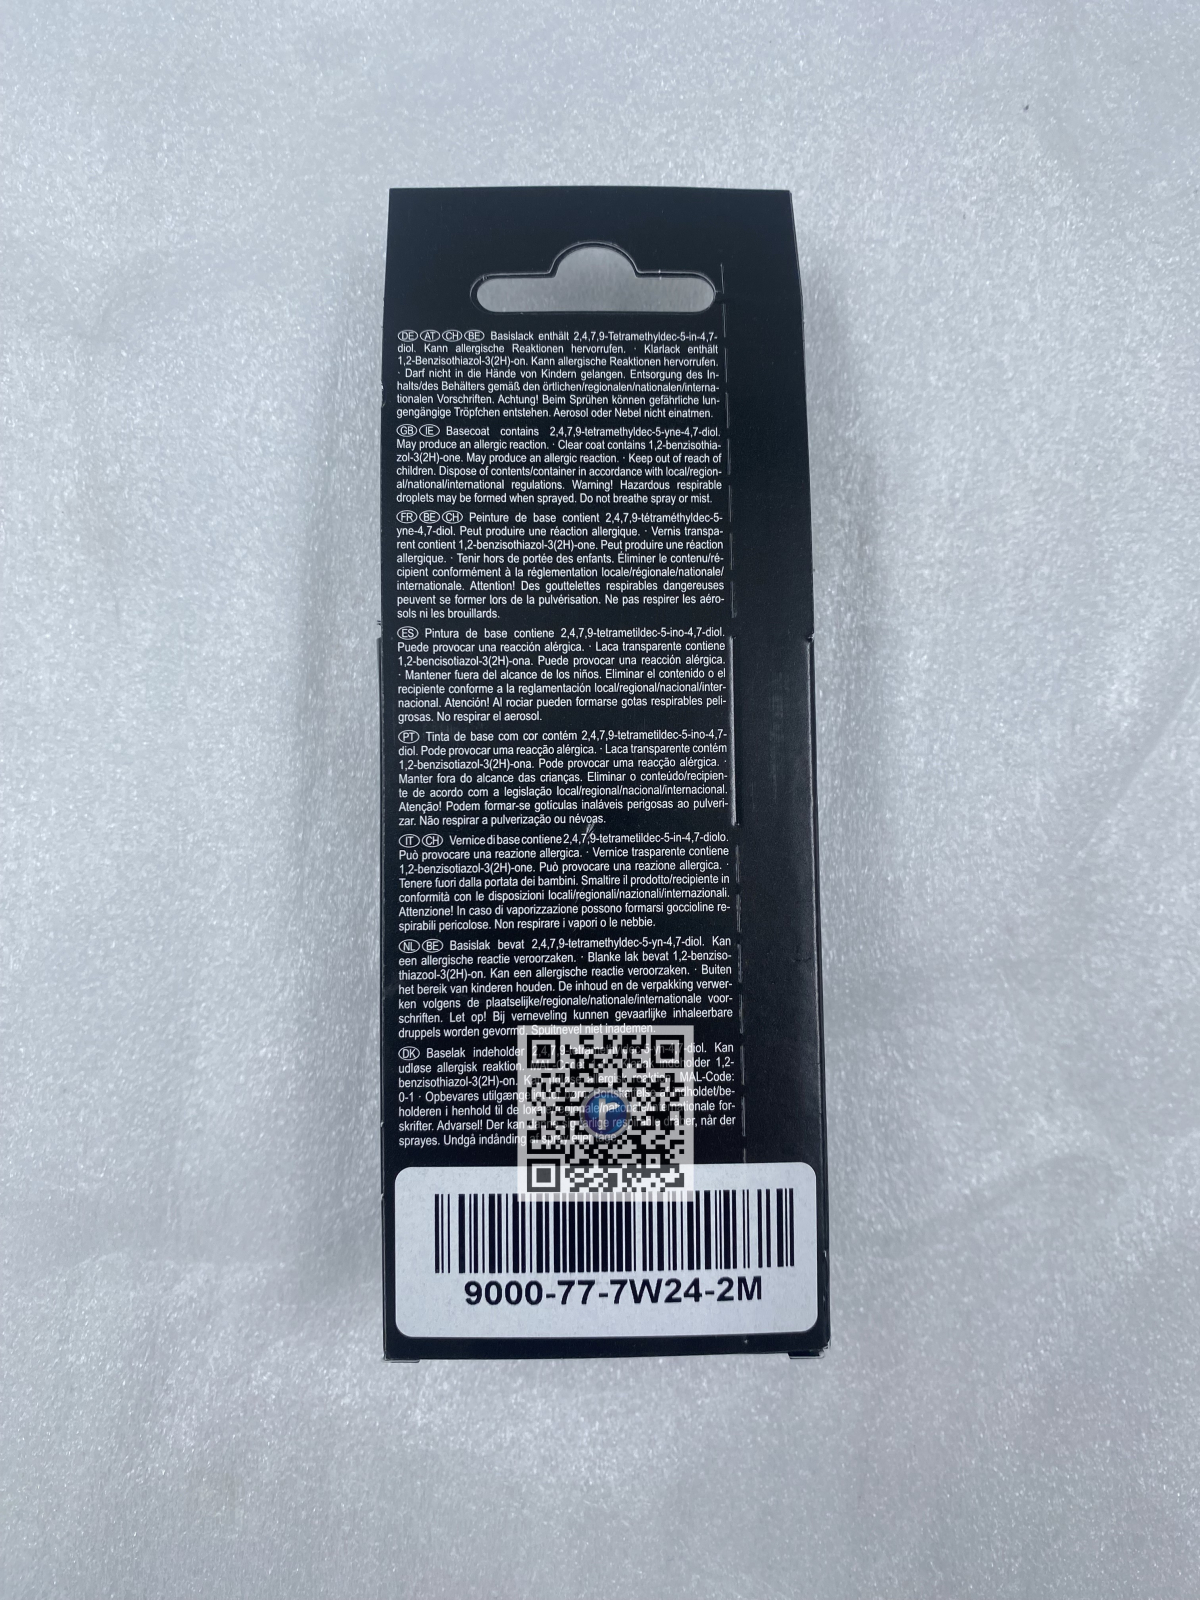 DE AT CH BE Basislack enthält 2,4,7,9-Tetramethyldec-5-in-4,7-
diol. Kann allergische Reaktionen hervorrufen. · Klarlack enthält
1,2-Benzisothiazol-3(2H)-on. Kann allergische Reaktionen hervorrufen.
· Darf nicht in die Hände von Kindern gelangen. Entsorgung des In-
halts/des Behälters gemäß den örtlichen/regionalen/nationalen/interna-
tionalen Vorschriften. Achtung! Beim Sprühen können gefährliche lun-
gengängige Tröpfchen entstehen. Aerosol oder Nebel nicht einatmen.
GB IE Basecoat contains 2,4,7,9-tetramethyldec-5-yne-4,7-diol.
May produce an allergic reaction. · Clear coat contains 1,2-benzisothia-
zol-3(2H)-one. May produce an allergic reaction. · Keep out of reach of
children. Dispose of contents/container in accordance with local/region-
al/national/international regulations. Warning! Hazardous respirable
droplets may be formed when sprayed. Do not breathe spray or mist.
FR BE CH Peinture de base contient 2,4,7,9-tétraméthyldec-5-
yne-4,7-diol. Peut produire une réaction allergique. · Vernis transpa-
rent contient 1,2-benzisothiazol-3(2H)-one. Peut produire une réaction
allergique. · Tenir hors de portée des enfants. Éliminer le contenu/ré-
cipient conformément à la réglementation locale/régionale/nationale/
internationale. Attention! Des gouttelettes respirables dangereuses
peuvent se former lors de la pulvérisation. Ne pas respirer les aéro-
sols ni les brouillards.
ES Pintura de base contiene 2,4,7,9-tetrametildec-5-ino-4,7-diol.
Puede provocar una reacción alérgica. · Laca transparente contiene
1,2-bencisotiazol-3(2H)-ona. Puede provocar una reacción alérgica.
· Mantener fuera del alcance de los niños. Eliminar el contenido o el
recipiente conforme a la reglamentación local/regional/nacional/inter-
nacional. Atención! Al rociar pueden formarse gotas respirables peli-
grosas. No respirar el aerosol.
PT Tinta de base com cor contém 2,4,7,9-tetrametildec-5-ino-4,7-
diol. Pode provocar uma reacção alérgica. · Laca transparente contém
1,2-benzisotiazol-3(2H)-ona. Pode provocar uma reacção alérgica. ·
Manter fora do alcance das crianças. Eliminar o conteúdo/recipien-
te de acordo com a legislação local/regional/nacional/internacional.
Atenção! Podem formar-se gotículas inaláveis perigosas ao pulveri-
zar. Não respirar a pulverização ou névoas.
IT CH Vernice di base contiene 2,4,7,9-tetrametildec-5-in-4,7-diolo.
Può provocare una reazione allergica. · Vernice trasparente contiene
1,2-benzisotiazol-3(2H)-one. Può provocare una reazione allergica. ·
Tenere fuori dalla portata dei bambini. Smaltire il prodotto/recipiente in
conformità con le disposizioni locali/regionali/nazionali/internazionali.
Attenzione! In caso di vaporizzazione possono formarsi goccioline re-
spirabili pericolose. Non respirare i vapori o le nebbie.
NL BE Basislak bevat 2,4,7,9-tetramethyldec-5-yn-4,7-diol. Kan
een allergische reactie veroorzaken. · Blanke lak bevat 1,2-benziso-
thiazool-3(2H)-on. Kan een allergische reactie veroorzaken. · Buiten
het bereik van kinderen houden. De inhoud en de verpakking verwer-
ken volgens de plaatselijke/regionale/nationale/internationale voor-
schriften. Let op! Bij verneveling kunnen gevaarlijke inhaleerbare
druppels worden gevormd. Spuitnevel niet inademen.
DK Baselak indeholder 2,4,7,9- diol. Kan
udløse allergisk reaktion. 1,2-
benzisothiazol-3(2H)-on. MAL-Code:
0-1 · Opbevares
holderen i henhold til de for-
skrifter. Advarsel! Der kan når der
sprayes. Undgå indånding
r
9000-77-7W24-2M